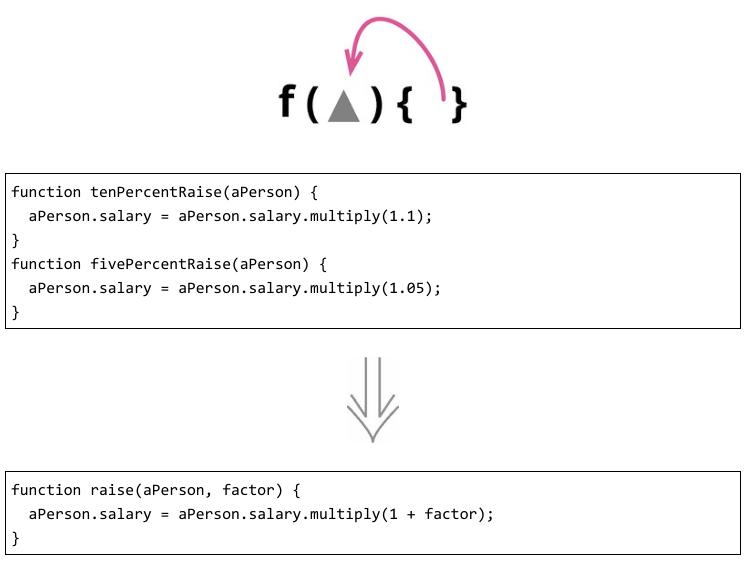 f( ){ }
function tenPercentRaise(aPerson) {
  aPerson.salary = aPerson.salary.multiply(1.1);
}
function fivePercentRaise(aPerson) {
  aPerson.salary = aPerson.salary.multiply(1.05);
}
function raise(aPerson, factor) {
  aPerson.salary = aPerson.salary.multiply(1 + factor);
}